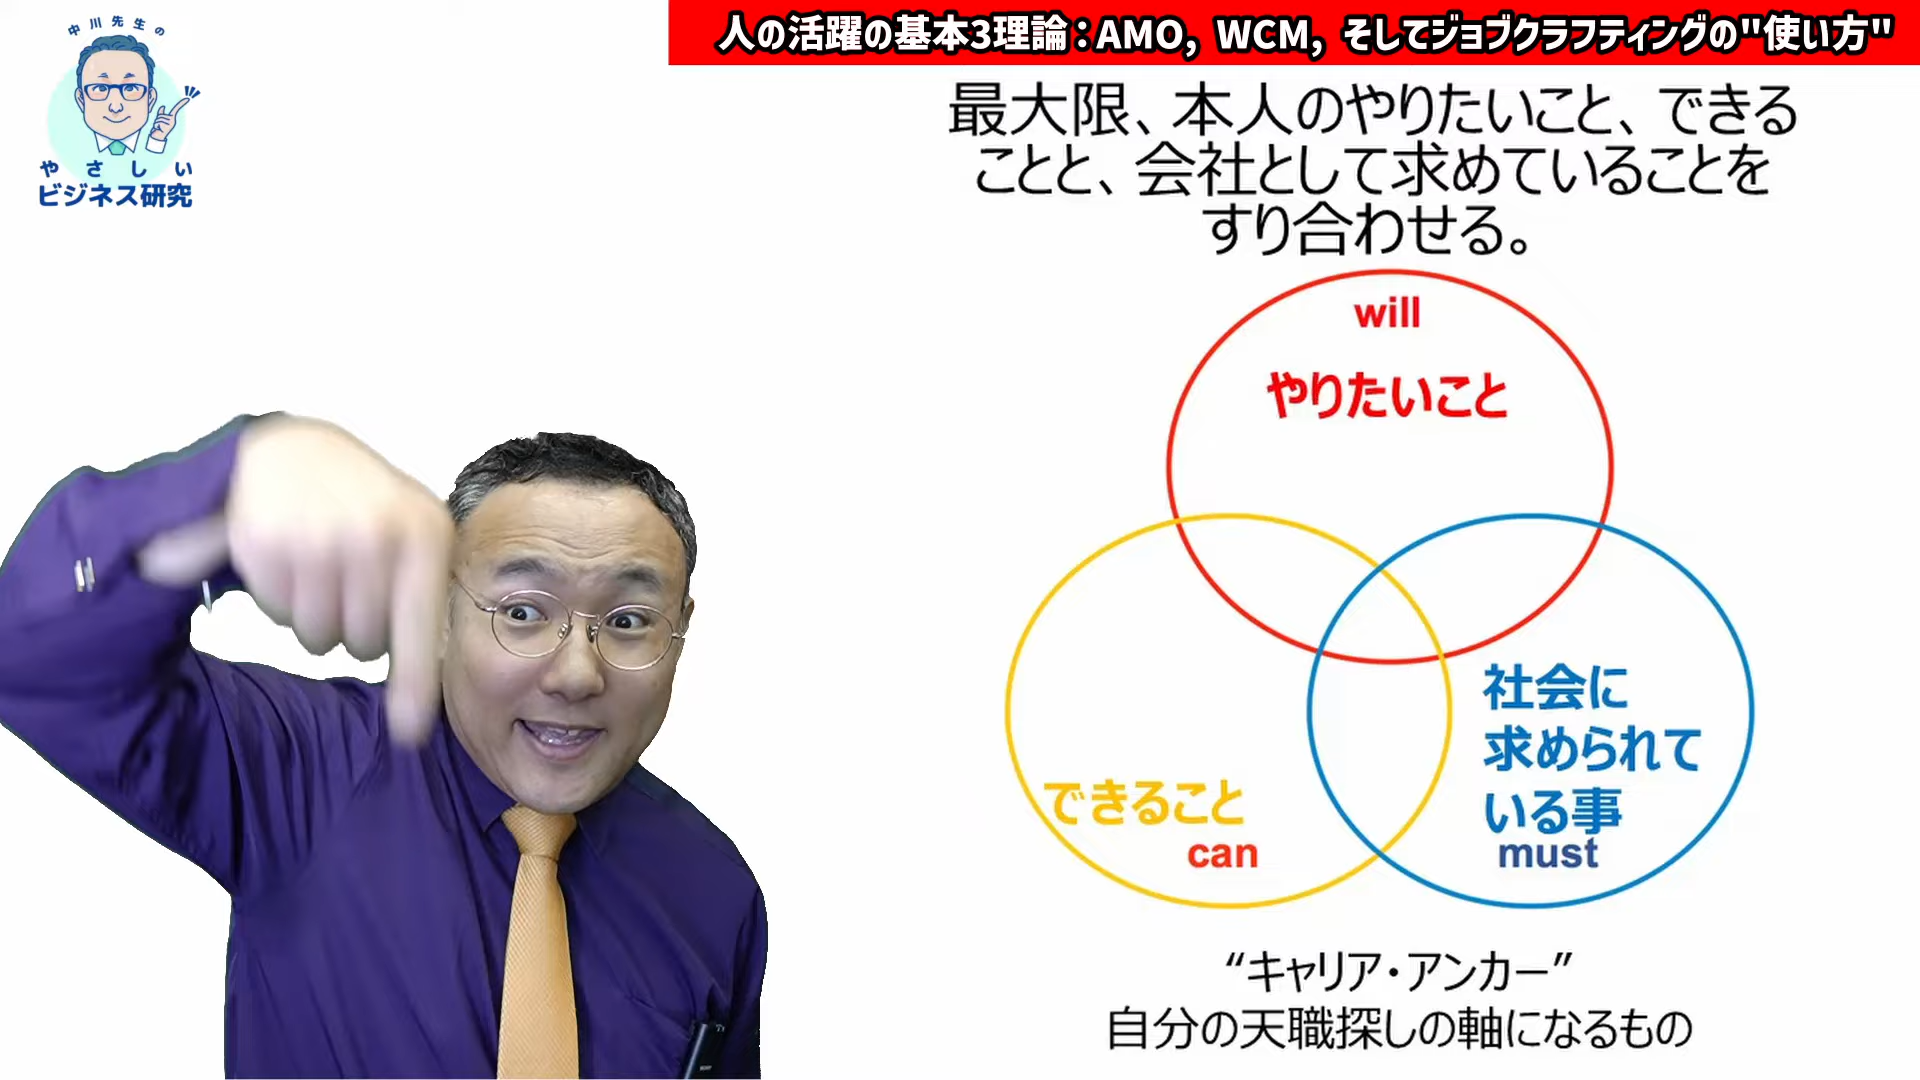 中川先生の
やさしい
ビジネス研究
人の活躍の基本3理論：AMO，WCM，そしてジョブクラフティングの"使い方"
最大限、本人のやりたいこと、できる
ことと、会社として求めていることを
すり合わせる。
will
やりたいこと
社会に
求められて
いる事
must
できること
can
“キャリア・アンカー”
自分の天職探しの軸になるもの